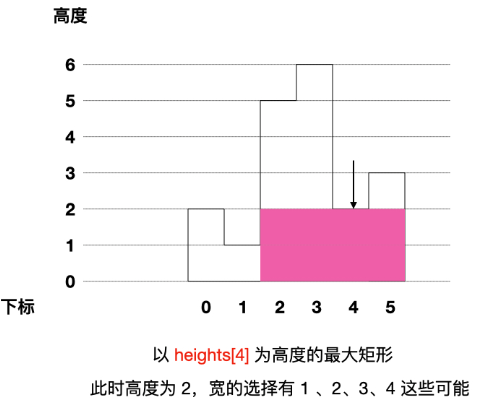 高度
6
5
4
3
2
1
0
下标 0 1 2 3 4 5
以 heights[4] 为高度的最大矩形
此时高度为 2，宽的选择有 1 、2、3、4 这些可能